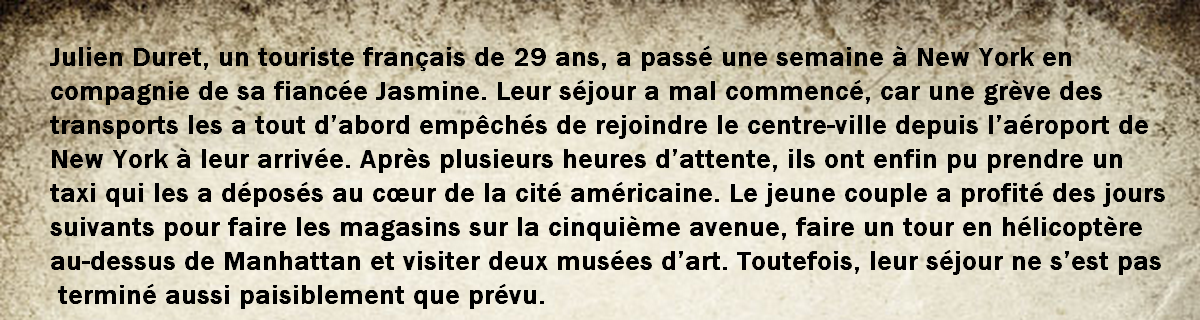 Julien Duret, un touriste français de 29 ans, a passé une semaine à New York en
compagnie de sa fiancée Jasmine. Leur séjour a mal commencé, car une grève des
transports les a tout d’abord empêchés de rejoindre le centre-ville depuis l’aéroport de
New York à leur arrivée. Après plusieurs heures d’attente, ils ont enfin pu prendre un
taxi qui les a déposés au cœur de la cité américaine. Le jeune couple a profité des jours
suivants pour faire les magasins sur la cinquième avenue, faire un tour en hélicoptère
au-dessus de Manhattan et visiter deux musées d’art. Toutefois, leur séjour ne s’est pas
terminé aussi paisiblement que prévu.